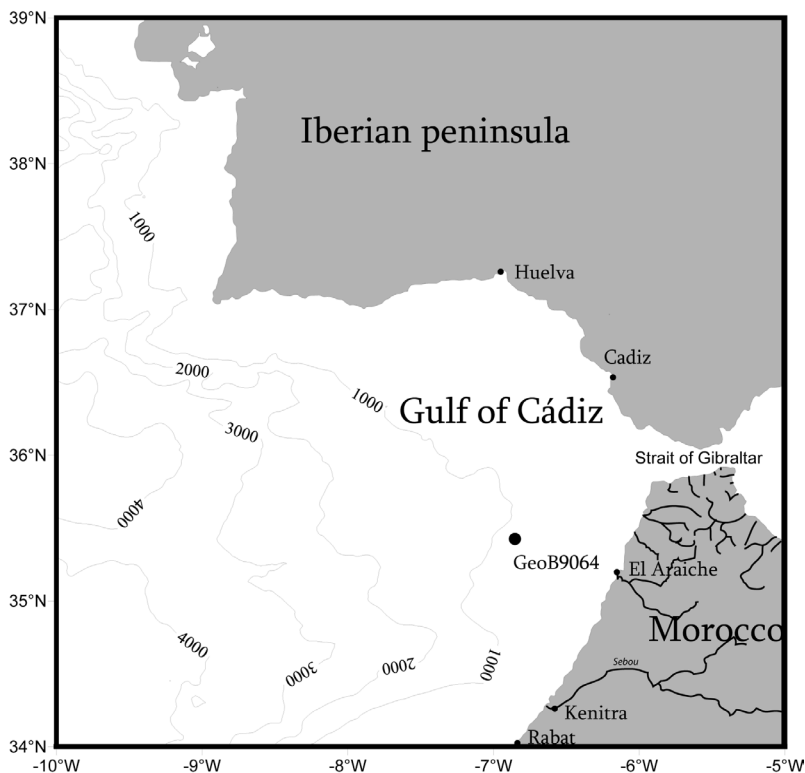 39°N
Iberian peninsula
38°N
1000
Huelva
37°N
Cadiz
2000
1000
Gulf of Cádiz
3000
36°N
Strait of Gibraltar
4000
GeoB9064
El Araiche
35°N
Morocco
4000
3000
2000
1000
Sebou
Kenitra
Rabat
34°N
-10°W -9°W -8°W -7°W -6°W -5°W